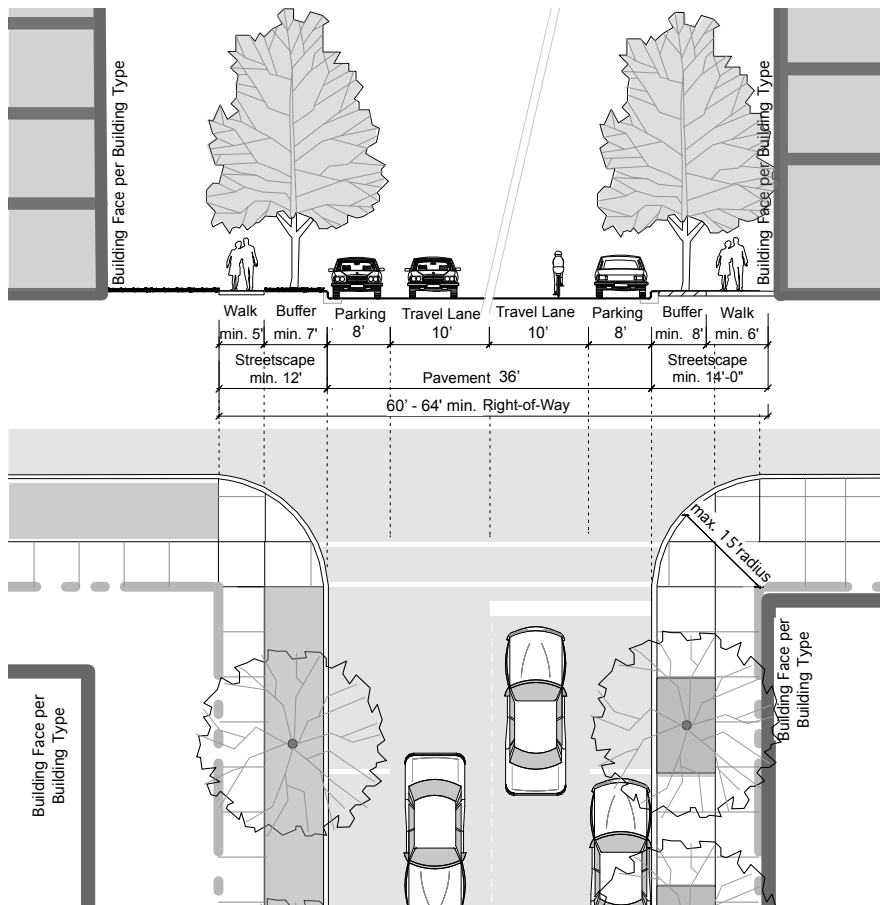 Building Face per Building Type
Building Face per Building Type
Walk
min. 5'
Buffer
min. 7'
Parking
8'
Travel Lane
10'
Travel Lane
10'
Parking
8'
Buffer
min. 8'
Walk
min. 6'
Streetscape
min. 12'
Pavement 36'
Streetscape
min. 14'-0"
60' - 64' min. Right-of-Way
max. 15'radius
Building Face per
Building Type
Building Face per
Building Type